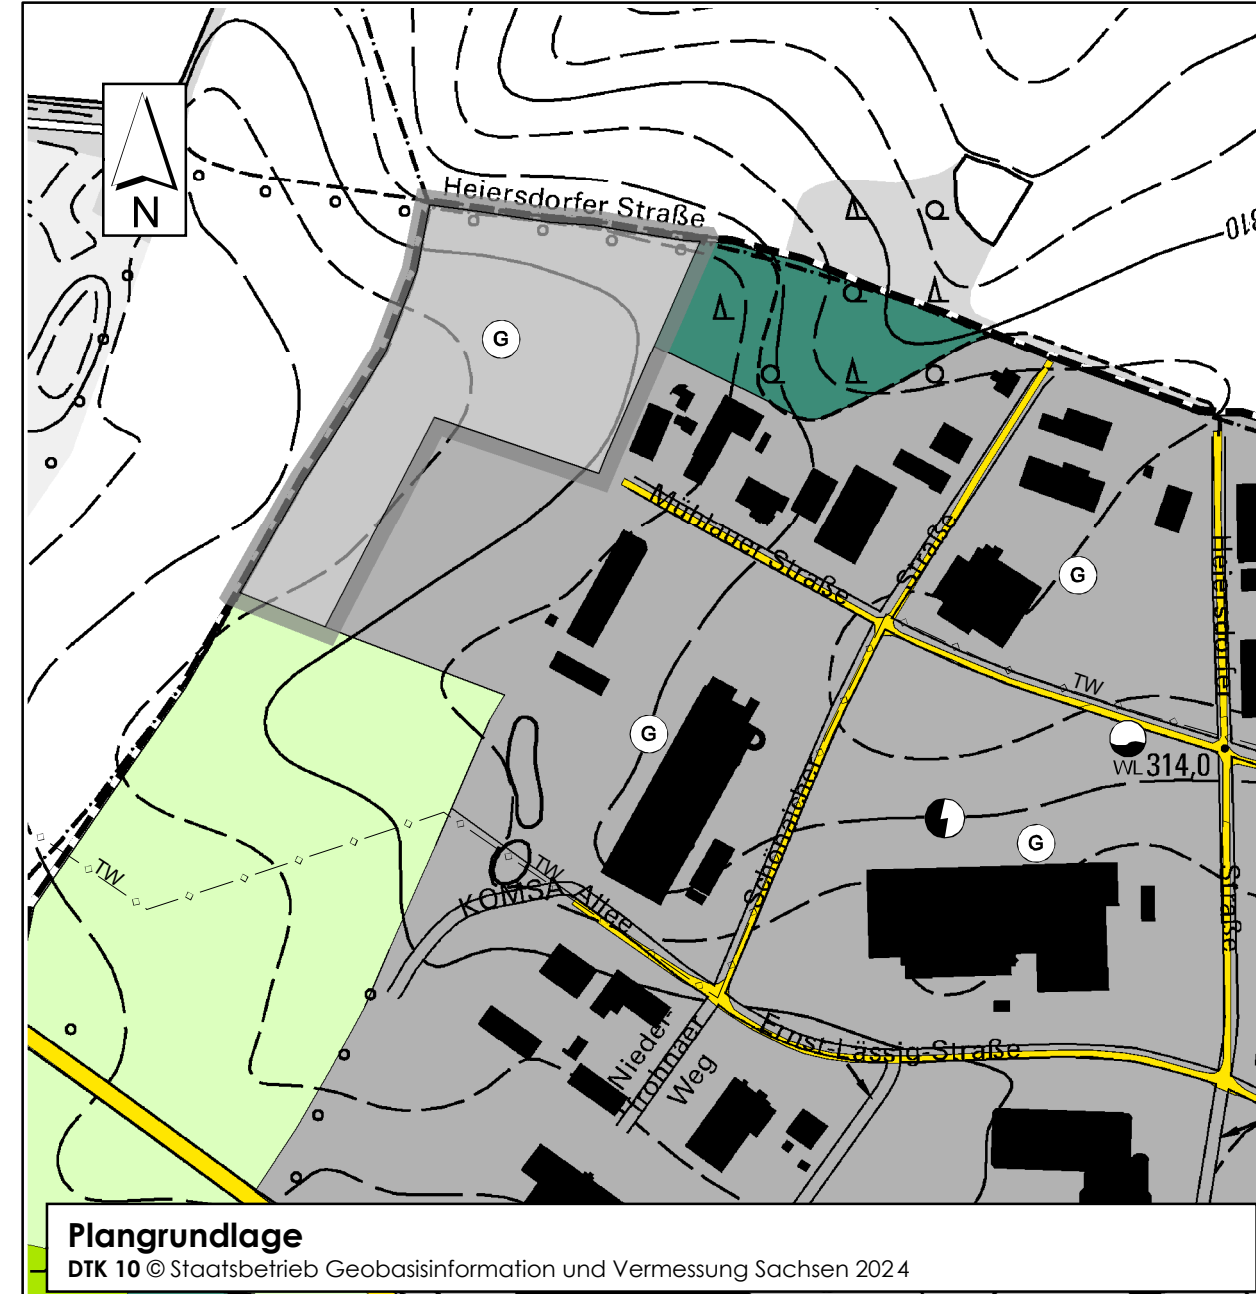 N
Heiersdorfer Straße
G
Mühlauer Straße
Straße
G
Heiersdorfer
TW
G
WL 314,0
Schönaicher
G
TW
TW
KOMSA-Allee
Straße
Ernst-Lässig-Straße
Nieder-
frohnaer
Weg
Plangrundlage
DTK 10 © Staatsbetrieb Geobasisinformation und Vermessung Sachsen 2024